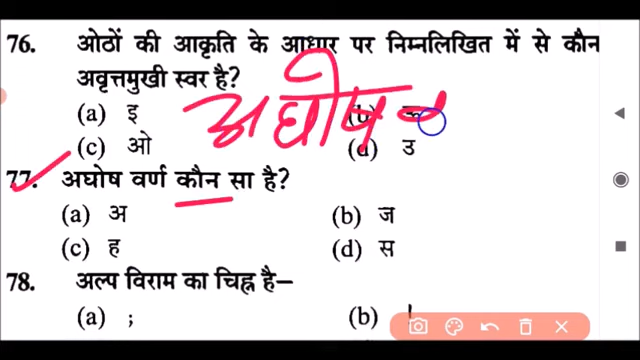 76. ओठों की आकृति के आधार पर निम्नलिखित में से कौन
अवृत्तमुखी स्वर है?
(a) इ (b)
अघोष
(c) ओ (d) उ
77. अघोष वर्ण कौन सा है?
(a) अ (b) ज
(c) ह (d) स
78. अल्प विराम का चिह्न है–
(a) ; (b) ।